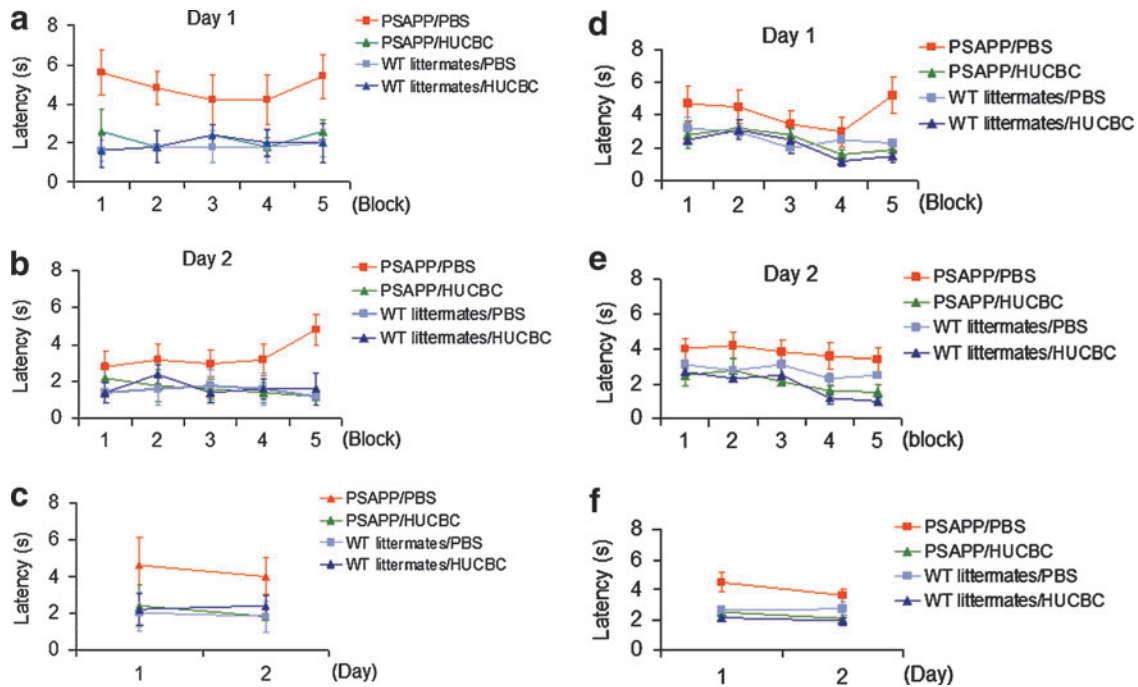 a
Day 1
PSAPP/PBS
PSAPP/HUCBC
WT littermates/PBS
WT littermates/HUCBC
Latency (s)
8
6
4
2
0
1 2 3 4 5 (Block)
b
Day 2
PSAPP/PBS
PSAPP/HUCBC
WT littermates/PBS
WT littermates/HUCBC
Latency (s)
8
6
4
2
0
1 2 3 4 5 (Block)
c
PSAPP/PBS
PSAPP/HUCBC
WT littermates/PBS
WT littermates/HUCBC
Latency (s)
8
6
4
2
0
1 2 (Day)
d
Day 1
PSAPP/PBS
PSAPP/HUCBC
WT littermates/PBS
WT littermates/HUCBC
Latency (s)
8
6
4
2
0
1 2 3 4 5 (Block)
e
Day 2
PSAPP/PBS
PSAPP/HUCBC
WT littermates/PBS
WT littermates/HUCBC
Latency (s)
8
6
4
2
0
1 2 3 4 5 (block)
f
PSAPP/PBS
PSAPP/HUCBC
WT littermates/PBS
WT littermates/HUCBC
Latency (s)
8
6
4
2
0
1 2 (Day)